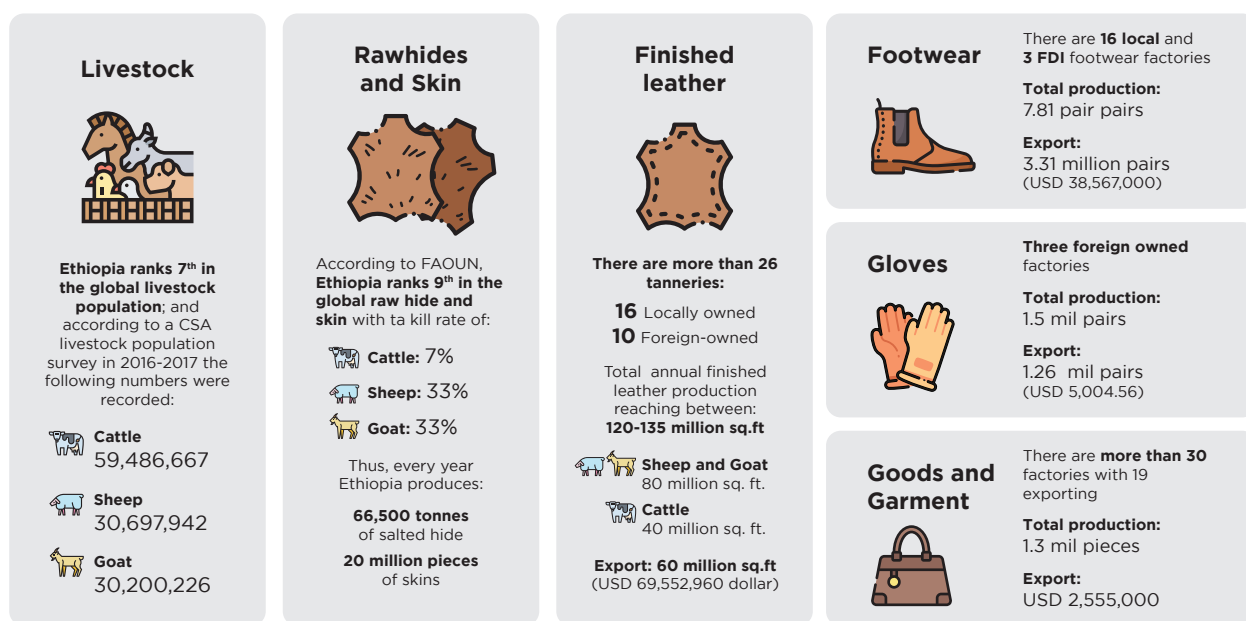 Livestock
Ethiopia ranks 7th in
the global livestock
population; and
according to a CSA
livestock population
survey in 2016-2017 the
following numbers were
recorded:
Cattle
59,486,667
Sheep
30,697,942
Goat
30,200,226
Rawhides
and Skin
According to FAOUN,
Ethiopia ranks 9th in the
global raw hide and
skin with ta kill rate of:
Cattle: 7%
Sheep: 33%
Goat: 33%
Thus, every year
Ethiopia produces:
66,500 tonnes
of salted hide
20 million pieces
of skins
Finished
leather
There are more than 26
tanneries:
16 Locally owned
10 Foreign-owned
Total annual finished
leather production
reaching between:
120-135 million sq.ft
Sheep and Goat
80 million sq. ft.
Cattle
40 million sq. ft.
Export: 60 million sq.ft
(USD 69,552,960 dollar)
Footwear
There are 16 local and
3 FDI footwear factories
Total production:
7.81 pair pairs
Export:
3.31 million pairs
(USD 38,567,000)
Gloves
Three foreign owned
factories
Total production:
1.5 mil pairs
Export:
1.26 mil pairs
(USD 5,004.56)
Goods and
Garment
There are more than 30
factories with 19
exporting
Total production:
1.3 mil pieces
Export:
USD 2,555,000